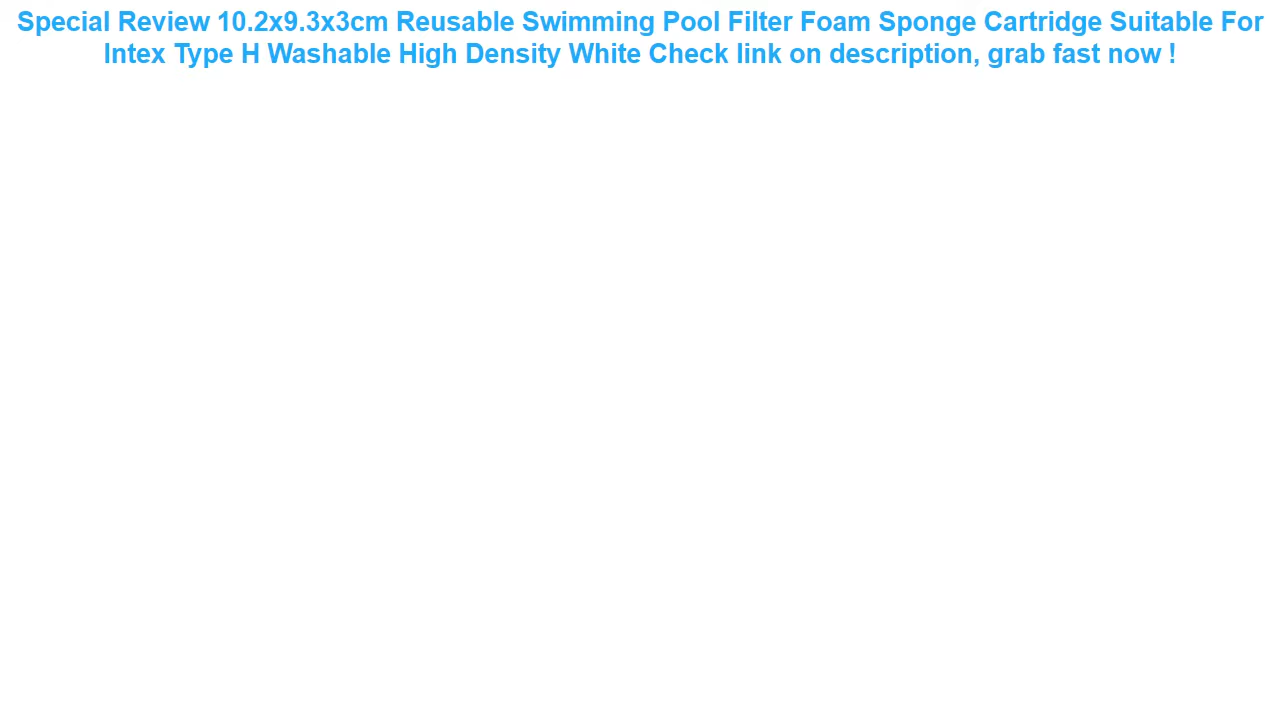 Special Review 10.2x9.3x3cm Reusable Swimming Pool Filter Foam Sponge Cartridge Suitable For
Intex Type H Washable High Density White Check link on description, grab fast now !